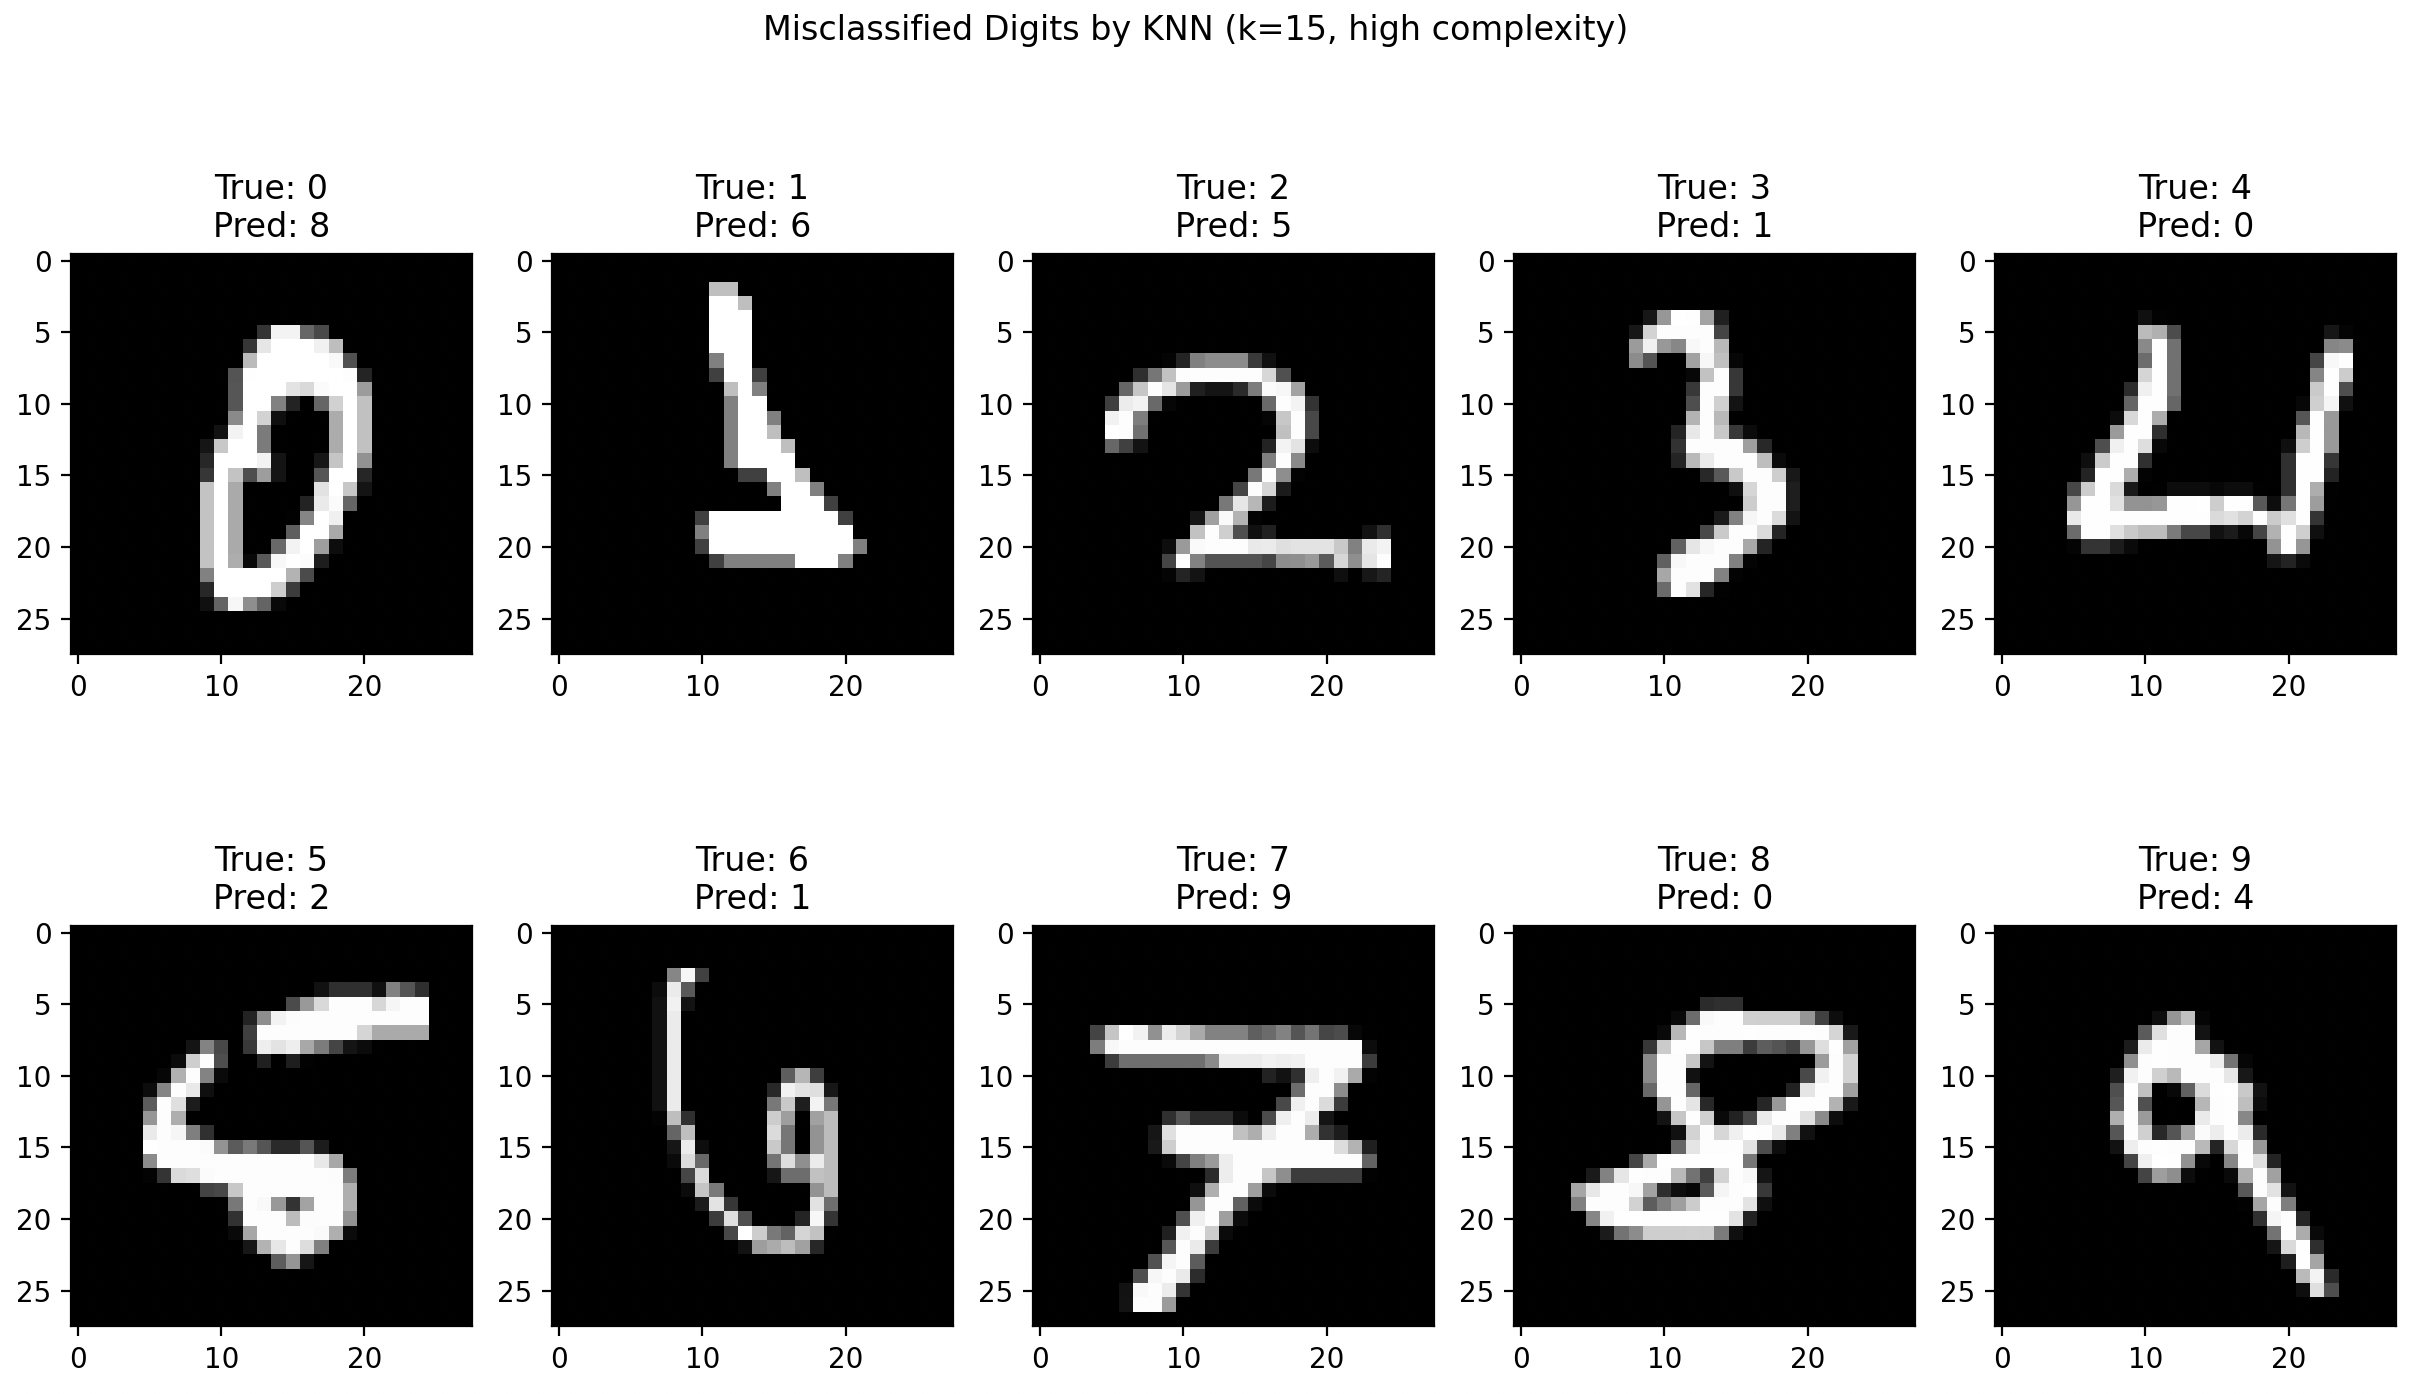 Misclassified Digits by KNN (k=15, high complexity)
True: 0 True: 1 True: 2 True: 3 True: 4
Pred: 8 Pred: 6 Pred: 5 Pred: 1 Pred: 0
0 0 0 0 0
5 5 5 5 5
10 10 10 10 10
15 15 15 15 15
20 20 20 20 20
25 25 25 25 25
0 10 20 0 10 20 0 10 20 0 10 20 0 10 20
True: 5 True: 6 True: 7 True: 8 True: 9
Pred: 2 Pred: 1 Pred: 9 Pred: 0 Pred: 4
0 0 0 0 0
5 5 5 5 5
10 10 10 10 10
15 15 15 15 15
20 20 20 20 20
25 25 25 25 25
0 10 20 0 10 20 0 10 20 0 10 20 0 10 20